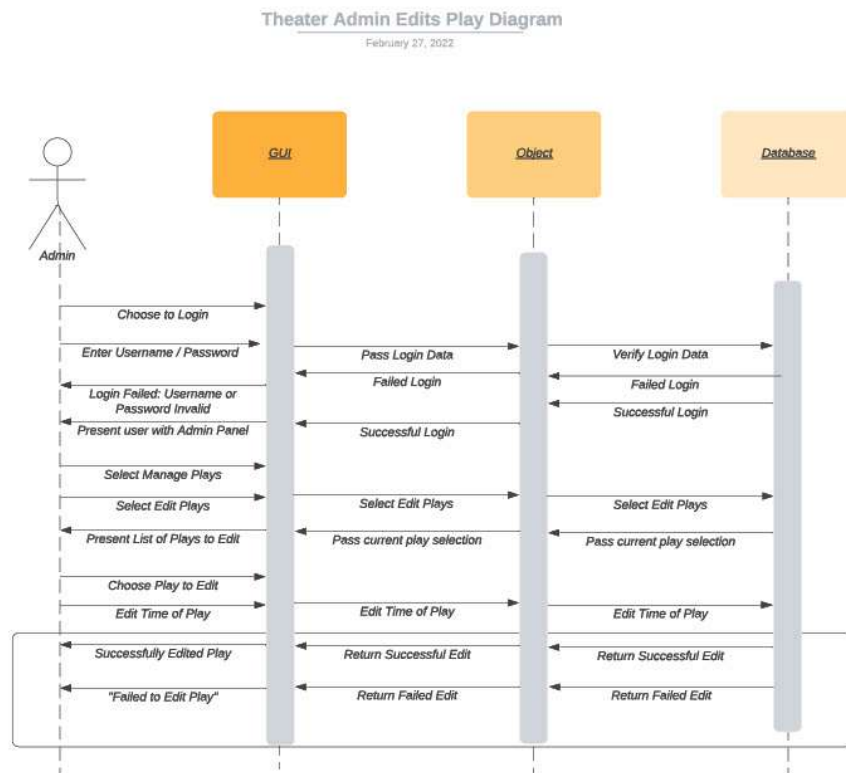 Theater Admin Edits Play Diagram
February 27, 2022
GUI
Object
Database
Admin
Choose to Login
Enter Username / Password
Pass Login Data
Verify Login Data
Failed Login
Failed Login
Login Failed: Username or
Password Invalid
Successful Login
Present user with Admin Panel
Successful Login
Select Manage Plays
Select Edit Plays
Select Edit Plays
Select Edit Plays
Present List of Plays to Edit
Pass current play selection
Pass current play selection
Choose Play to Edit
Edit Time of Play
Edit Time of Play
Edit Time of Play
Successfully Edited Play
Return Successful Edit
Return Successful Edit
"Failed to Edit Play"
Return Failed Edit
Return Failed Edit